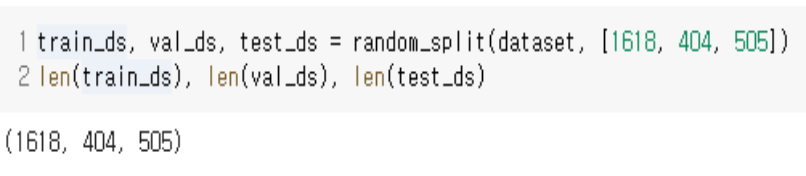 1 train_ds, val_ds, test_ds = random_split(dataset, [1618, 404, 505])
2 len(train_ds), len(val_ds), len(test_ds)
(1618, 404, 505)